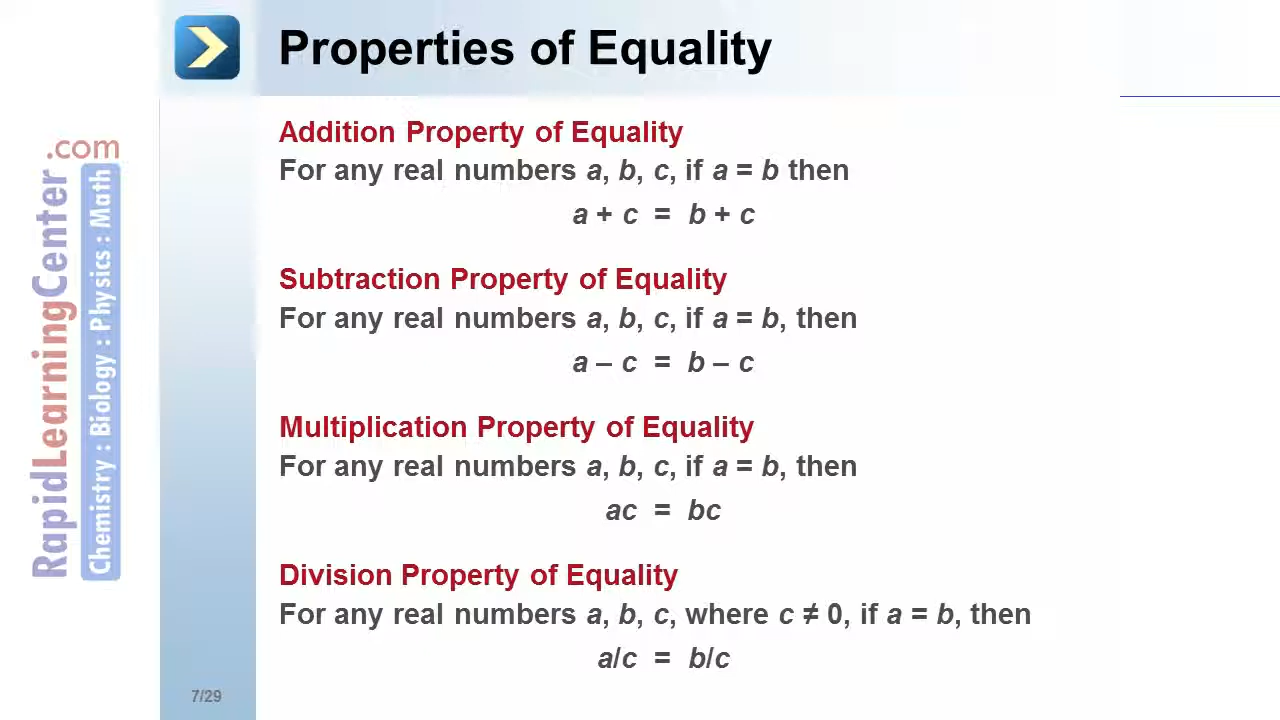 Properties of Equality
Addition Property of Equality
For any real numbers a, b, c, if a = b then
a + c = b + c
Subtraction Property of Equality
For any real numbers a, b, c, if a = b, then
a – c = b – c
Multiplication Property of Equality
For any real numbers a, b, c, if a = b, then
ac = bc
Division Property of Equality
For any real numbers a, b, c, where c ≠ 0, if a = b, then
a/c = b/c
RapidLearningCenter.com
Chemistry : Biology : Physics : Math
7/29